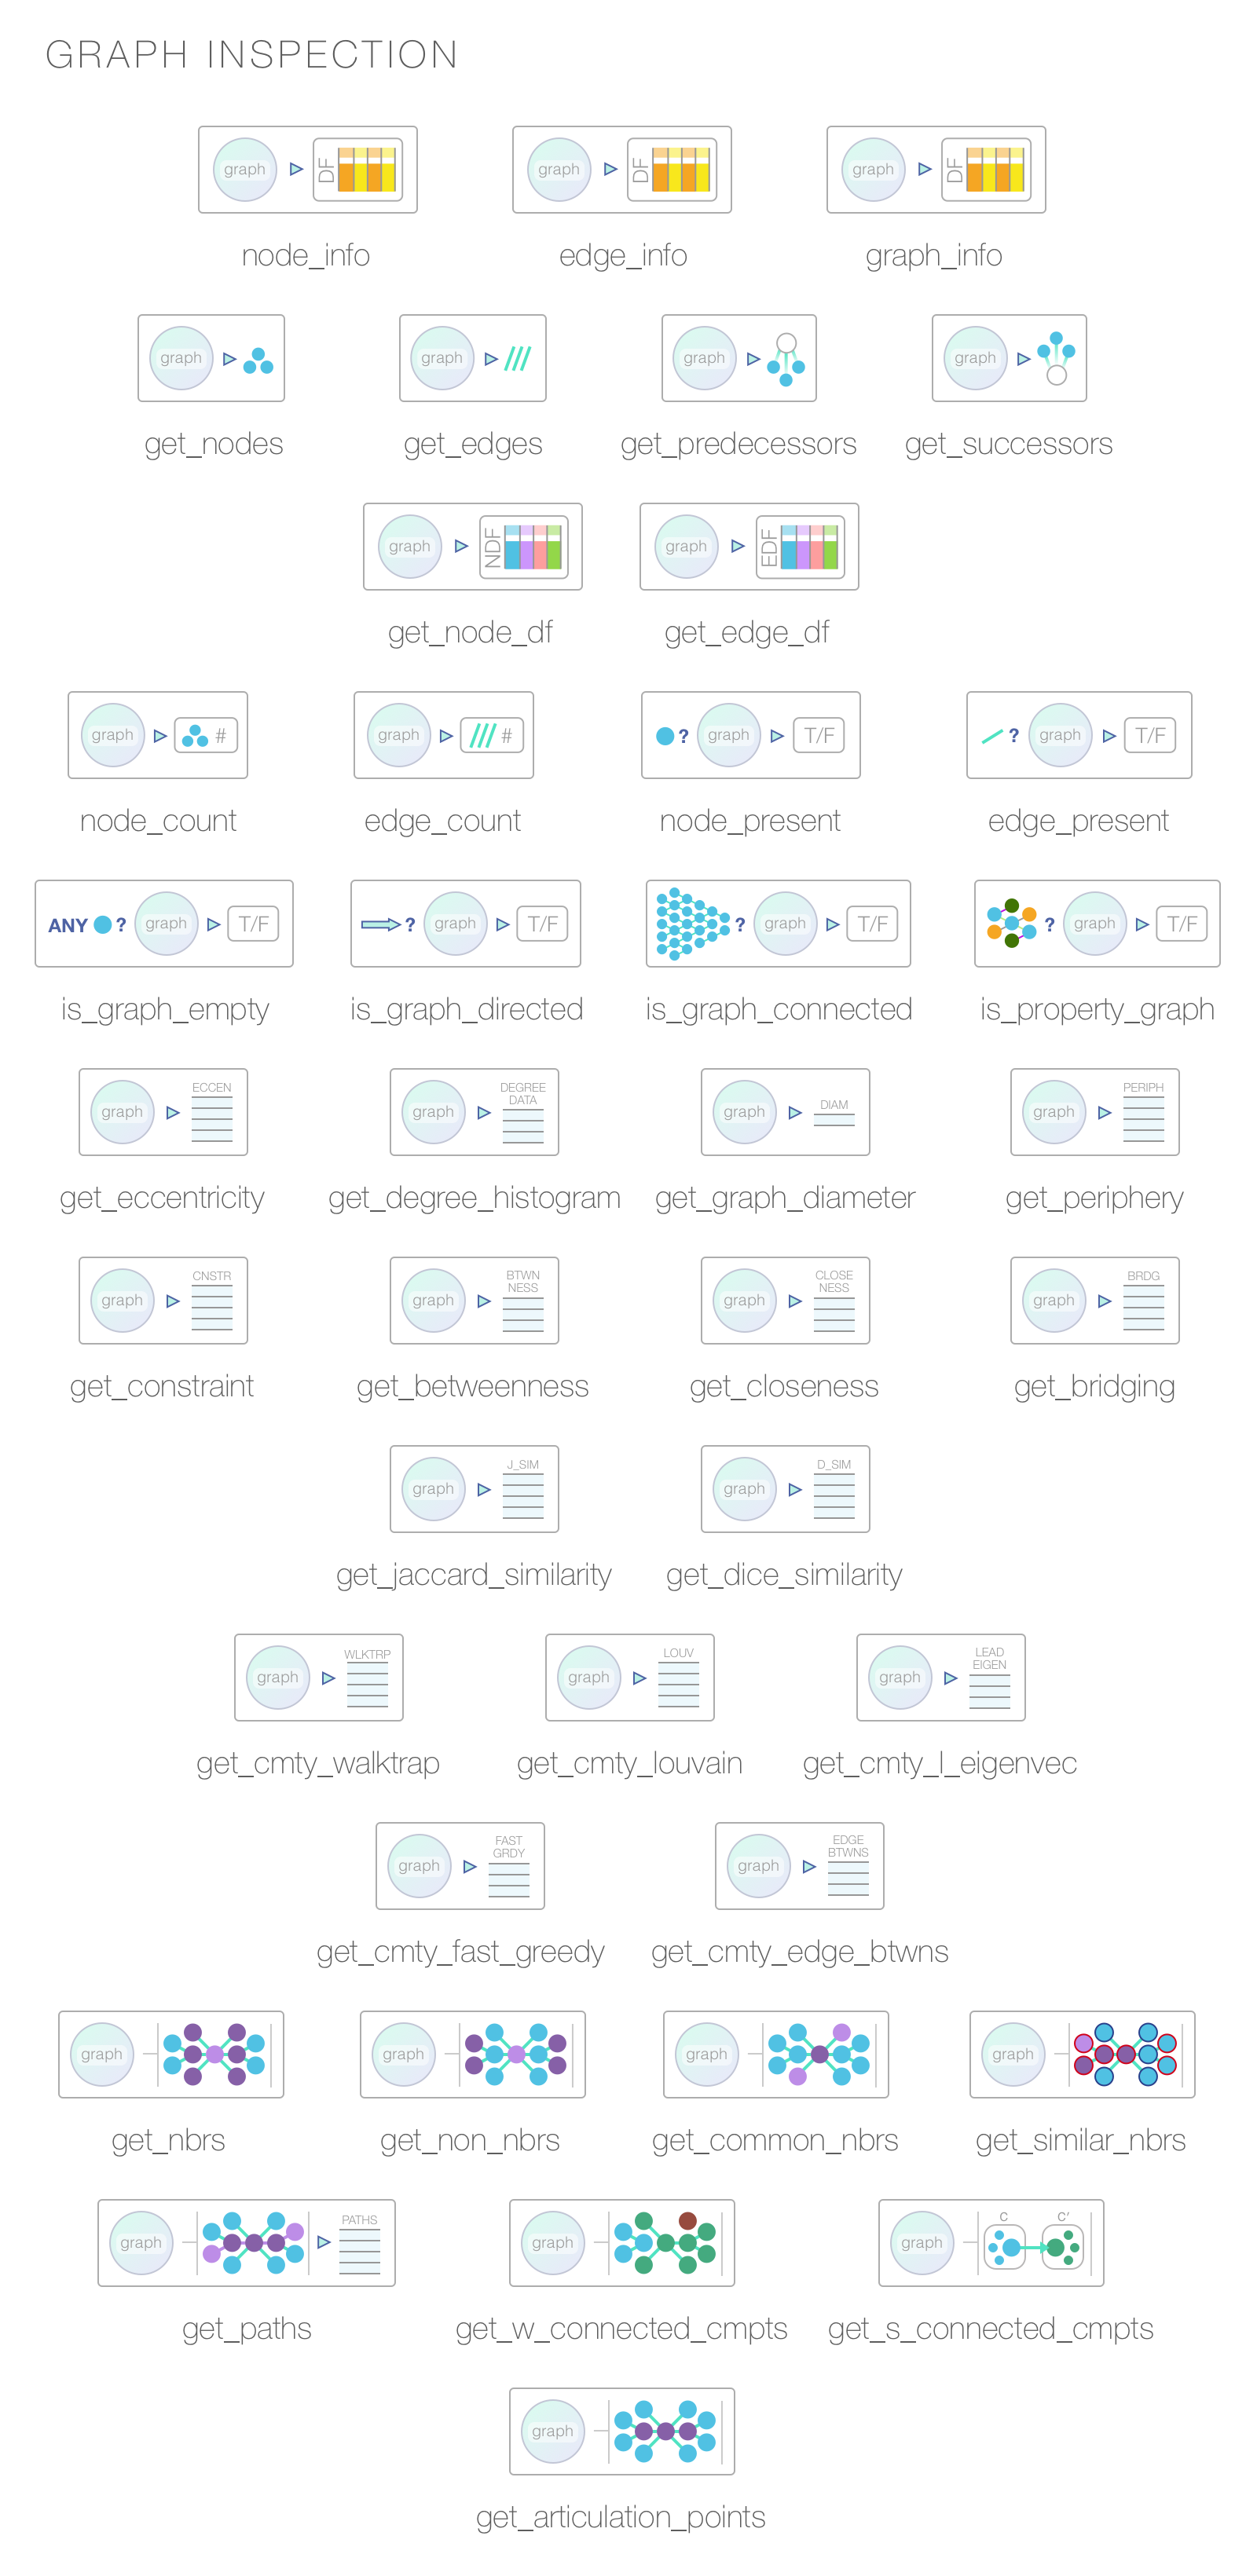 GRAPH INSPECTION
graph DF graph DF graph DF
node_info edge_info graph_info
graph graph graph graph
get_nodes get_edges get_predecessors get_successors
graph NDF graph EDF
get_node_df get_edge_df
graph # graph # ? graph T/F ? graph T/F
node_count edge_count node_present edge_present
ANY ? graph T/F ? graph T/F ? graph T/F ? graph T/F
is_graph_empty is_graph_directed is_graph_connected is_property_graph
graph ECCEN graph DEGREE DATA graph DIAM graph PERIPH
get_eccentricity get_degree_histogram get_graph_diameter get_periphery
graph CNSTR graph BTWN NESS graph CLOSE NESS graph BRDG
get_constraint get_betweenness get_closeness get_bridging
graph J_SIM graph D_SIM
get_jaccard_similarity get_dice_similarity
graph WLKTRP graph LOUV graph LEAD EIGEN
get_cmty_walktrap get_cmty_louvain get_cmty_l_eigenvec
graph FAST GRDY graph EDGE BTWNS
get_cmty_fast_greedy get_cmty_edge_btwns
graph graph graph graph
get_nbrs get_non_nbrs get_common_nbrs get_similar_nbrs
graph PATHS graph graph C C'
get_paths get_w_connected_cmpts get_s_connected_cmpts
graph
get_articulation_points